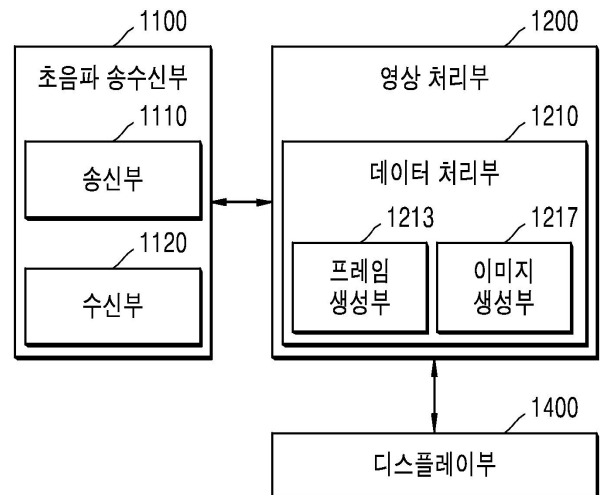 1100
초음파 송수신부
1110
송신부
1120
수신부
1200
영상 처리부
1210
데이터 처리부
1213
프레임
생성부
1217
이미지
생성부
1400
디스플레이부